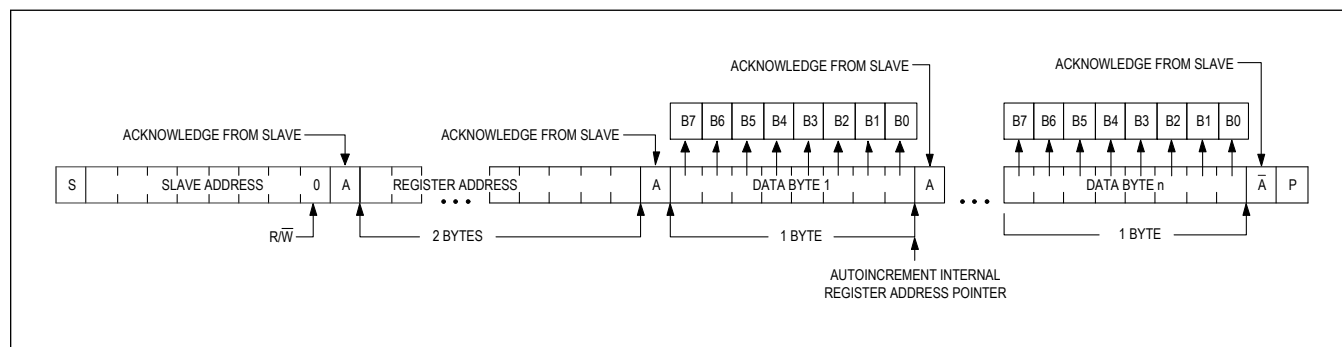 ACKNOWLEDGE FROM SLAVE
ACKNOWLEDGE FROM SLAVE
B7 B6 B5 B4 B3 B2 B1 B0
B7 B6 B5 B4 B3 B2 B1 B0
ACKNOWLEDGE FROM SLAVE
ACKNOWLEDGE FROM SLAVE
S SLAVE ADDRESS 0 A REGISTER ADDRESS ... A DATA BYTE 1 A ... DATA BYTE n A̅ P
R/W̅
2 BYTES
1 BYTE
1 BYTE
AUTOINCREMENT INTERNAL
REGISTER ADDRESS POINTER